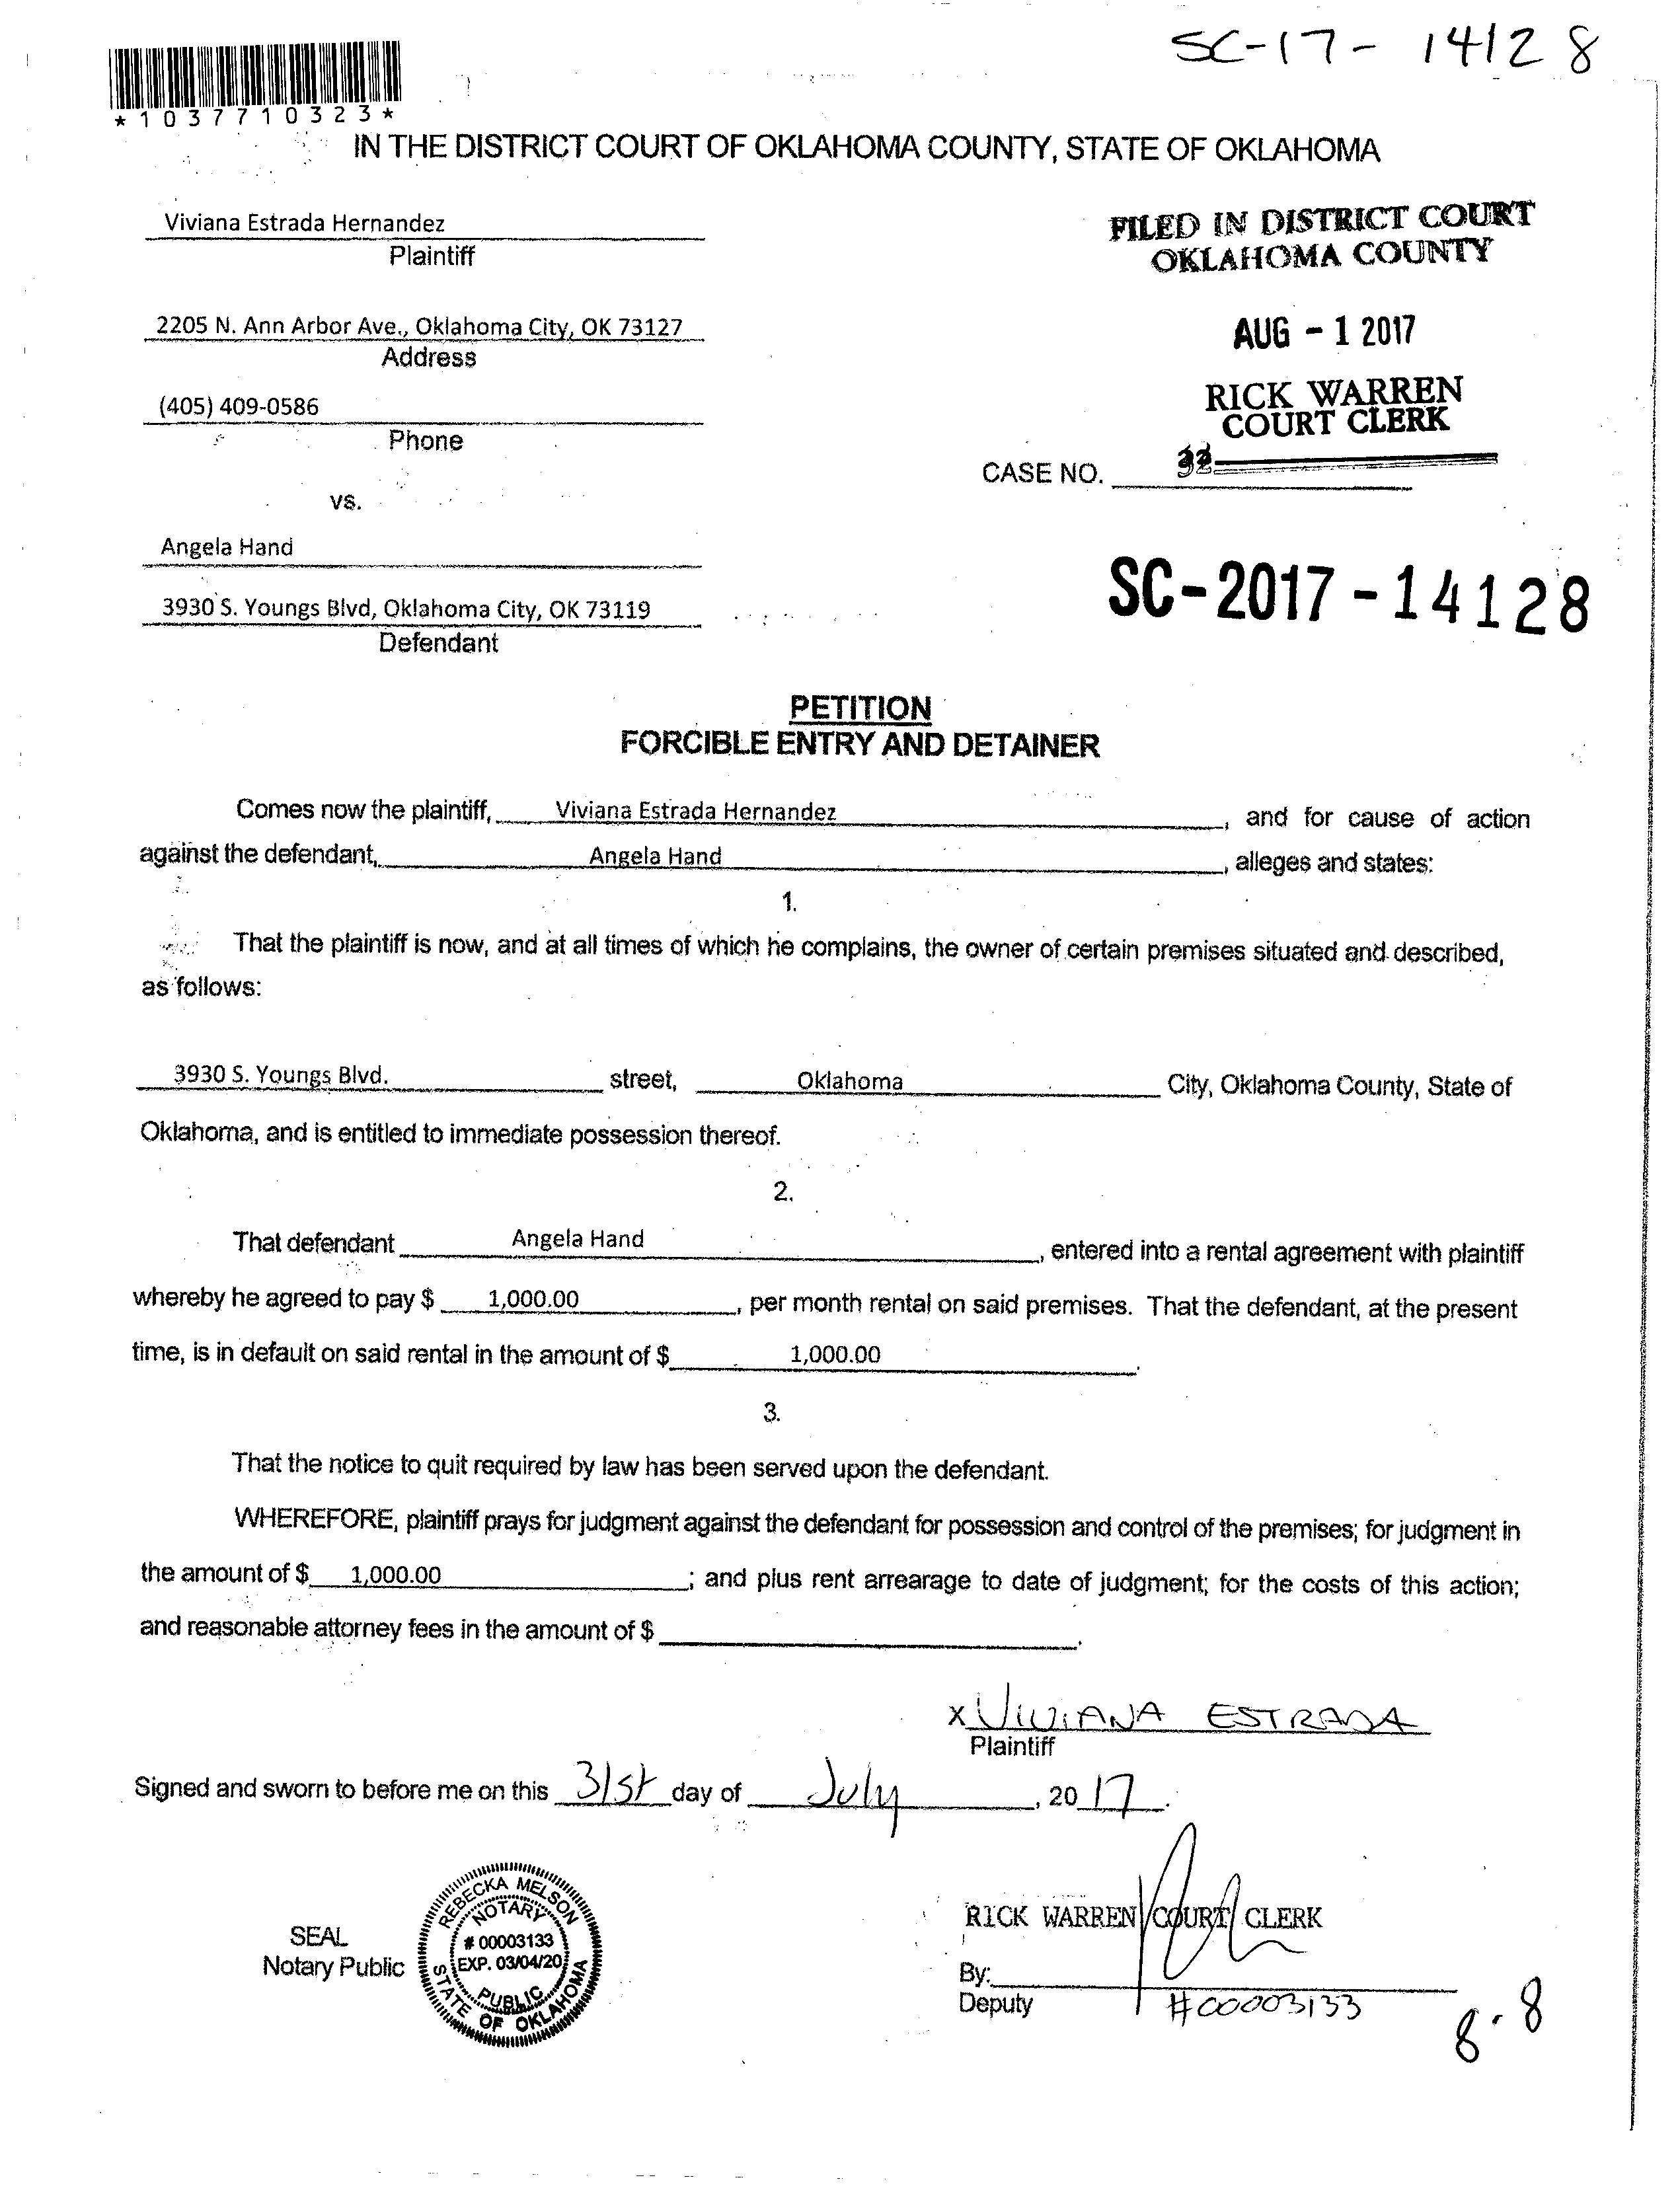 SC-17-14128
*1037710323*
IN THE DISTRICT COURT OF OKLAHOMA COUNTY, STATE OF OKLAHOMA
Viviana Estrada Hernandez
Plaintiff
FILED IN DISTRICT COURT
OKLAHOMA COUNTY
2205 N. Ann Arbor Ave., Oklahoma City, OK 73127
Address
AUG - 1 2017
(405) 409-0586
Phone
RICK WARREN
COURT CLERK
32
CASE NO.
vs.
Angela Hand
3930 S. Youngs Blvd, Oklahoma City, OK 73119
Defendant
SC-2017-14128
PETITION
FORCIBLE ENTRY AND DETAINER
Comes now the plaintiff, Viviana Estrada Hernandez, and for cause of action
against the defendant, Angela Hand, alleges and states:
1.
That the plaintiff is now, and at all times of which he complains, the owner of certain premises situated and described,
as follows:
3930 S. Youngs Blvd. street, Oklahoma City, Oklahoma County, State of
Oklahoma, and is entitled to immediate possession thereof.
2.
That defendant Angela Hand, entered into a rental agreement with plaintiff
whereby he agreed to pay $ 1,000.00, per month rental on said premises. That the defendant, at the present
time, is in default on said rental in the amount of $ 1,000.00.
3.
That the notice to quit required by law has been served upon the defendant.
WHEREFORE, plaintiff prays for judgment against the defendant for possession and control of the premises; for judgment in
the amount of $ 1,000.00; and plus rent arrearage to date of judgment; for the costs of this action;
and reasonable attorney fees in the amount of $.
x VIVIANA ESTRADA
Plaintiff
Signed and sworn to before me on this 31st day of July, 2017.
SEAL
Notary Public
REBECKA MELSON
NOTARY
# 00003133
EXP. 03/04/20
PUBLIC
STATE OF OKLAHOMA
RICK WARREN COURT CLERK
By:
Deputy
#00003133
8-8